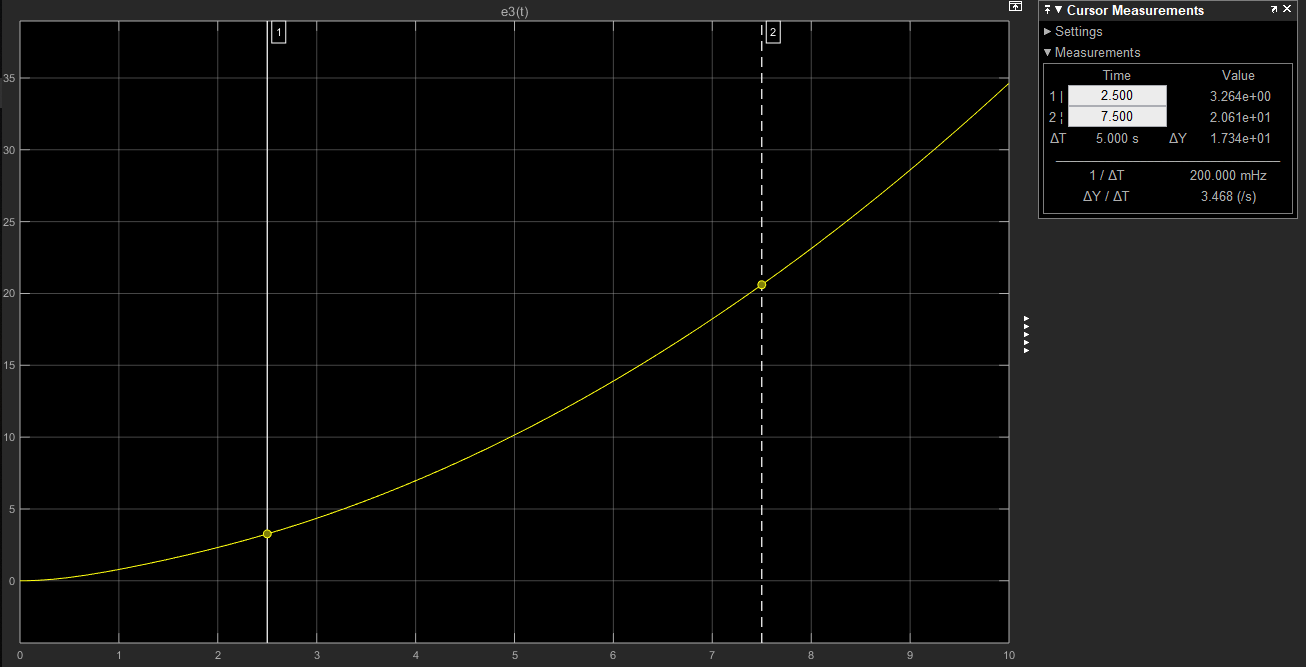 e3(t)
1
2
35
30
25
20
15
10
5
0
0 1 2 3 4 5 6 7 8 9 10
Cursor Measurements
Settings
Measurements
Time Value
1 | 2.500 3.264e+00
2 ¦ 7.500 2.061e+01
ΔT 5.000 s ΔY 1.734e+01
1 / ΔT 200.000 mHz
ΔY / ΔT 3.468 (/s)